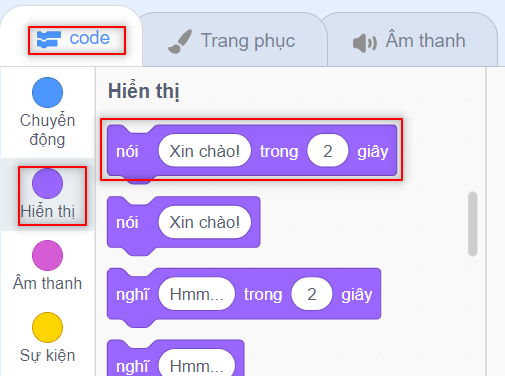 code
Trang phục
Âm thanh
Chuyển
động
Hiển thị
Âm thanh
Sự kiện
Hiển thị
nói Xin chào! trong 2 giây
nói Xin chào!
nghĩ Hmm... trong 2 giây
nghĩ Hmm...